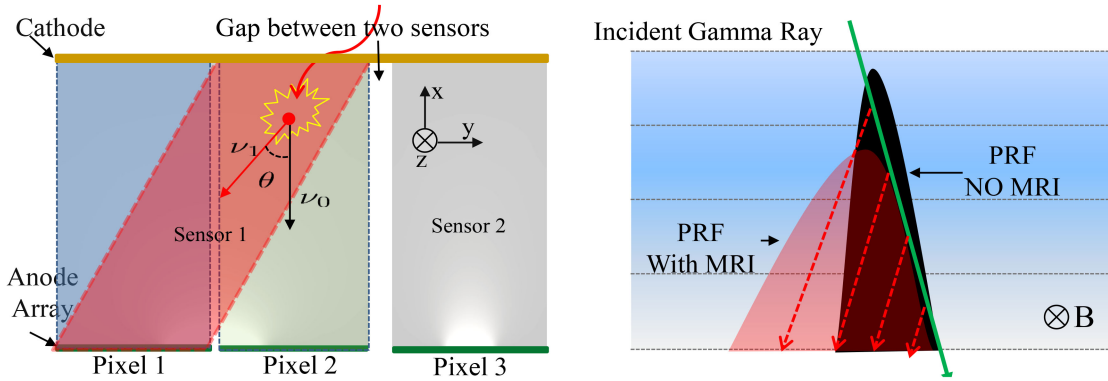 Cathode
Gap between two sensors
x
y
z
ν₁
θ
ν₀
Sensor 1
Sensor 2
Anode
Array
Pixel 1
Pixel 2
Pixel 3
Incident Gamma Ray
PRF
NO MRI
PRF
With MRI
B